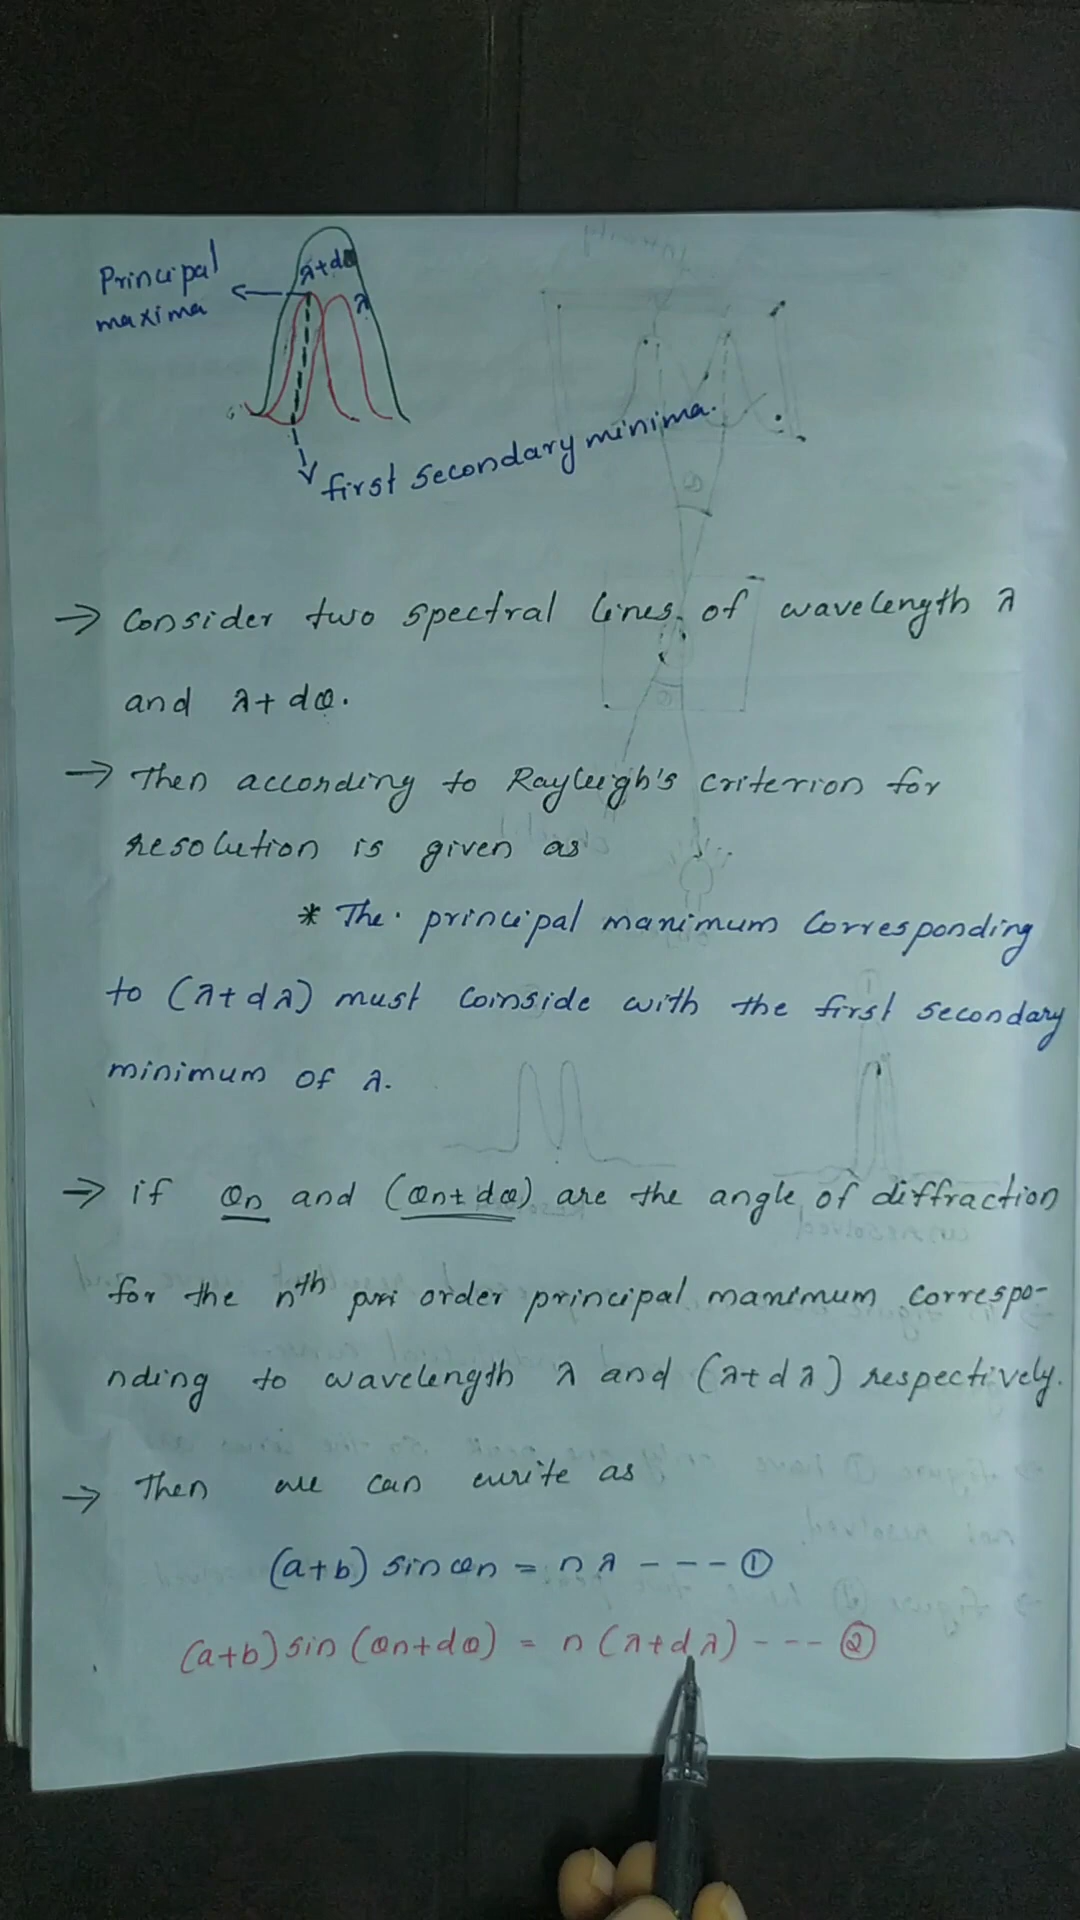 Principal
maxima
λ+dθ
λ
first secondary minima.
→ Consider two spectral lines of wavelength λ
and λ+dθ.
→ Then according to Rayleigh's criterion for
resolution is given as
* The principal maximum corresponding
to (λ+dλ) must coinside with the first secondary
minimum of λ.
→ if θn and (θn+dθ) are the angle of diffraction
for the nth pri order principal maximum correspo-
nding to wavelength λ and (λ+dλ) respectively.
→ Then we can write as
(a+b) sin θn = nλ - - - - ①
(a+b) sin (θn+dθ) = n (λ+dλ) - - - ②